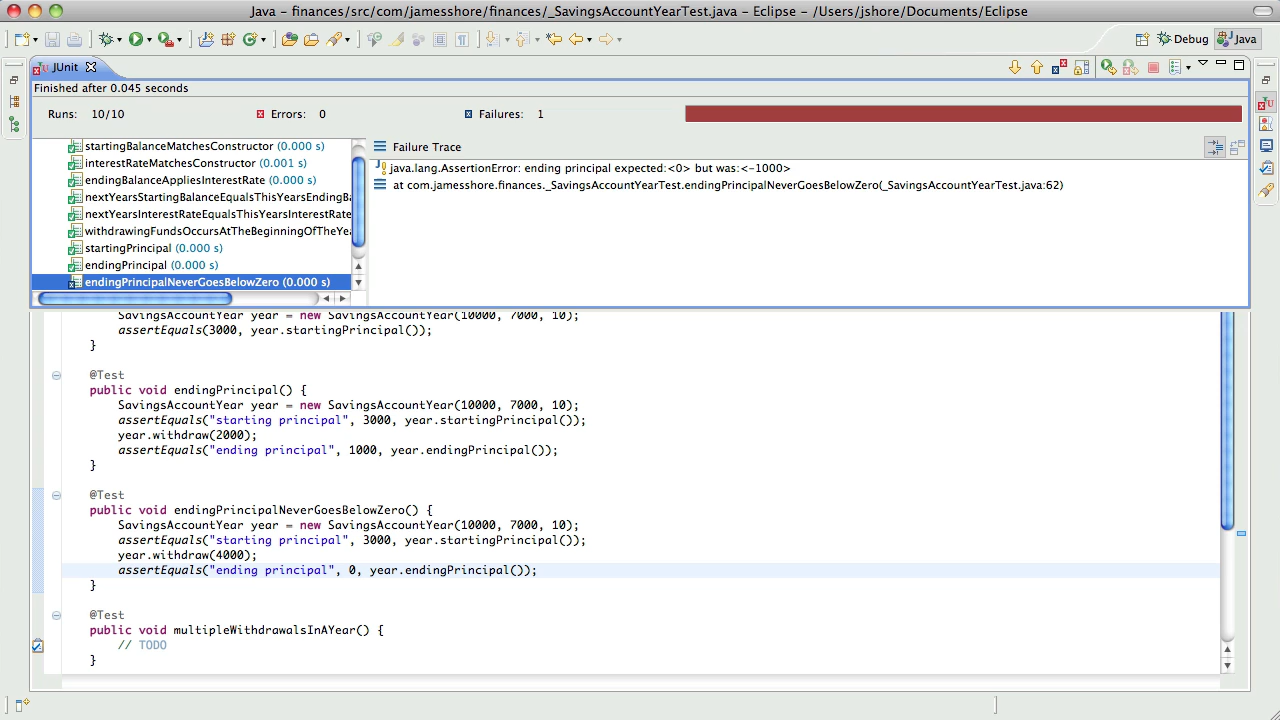 Java - finances/src/com/jamesshore/finances/_SavingsAccountYearTest.java - Eclipse - /Users/jshore/Documents/Eclipse
Debug Java
JUnit
Finished after 0.045 seconds
Runs: 10/10 Errors: 0 Failures: 1
startingBalanceMatchesConstructor (0.000 s)
interestRateMatchesConstructor (0.001 s)
endingBalanceAppliesInterestRate (0.000 s)
nextYearsStartingBalanceEqualsThisYearsEndingBa
nextYearsInterestRateEqualsThisYearsInterestRate
withdrawingFundsOccursAtTheBeginningOfTheYea
startingPrincipal (0.000 s)
endingPrincipal (0.000 s)
endingPrincipalNeverGoesBelowZero (0.000 s)
Failure Trace
java.lang.AssertionError: ending principal expected:<0> but was:<-1000>
at com.jamesshore.finances._SavingsAccountYearTest.endingPrincipalNeverGoesBelowZero(_SavingsAccountYearTest.java:62)
SavingsAccountYear year = new SavingsAccountYear(10000, 7000, 10);
assertEquals(3000, year.startingPrincipal());
}
@Test
public void endingPrincipal() {
SavingsAccountYear year = new SavingsAccountYear(10000, 7000, 10);
assertEquals("starting principal", 3000, year.startingPrincipal());
year.withdraw(2000);
assertEquals("ending principal", 1000, year.endingPrincipal());
}
@Test
public void endingPrincipalNeverGoesBelowZero() {
SavingsAccountYear year = new SavingsAccountYear(10000, 7000, 10);
assertEquals("starting principal", 3000, year.startingPrincipal());
year.withdraw(4000);
assertEquals("ending principal", 0, year.endingPrincipal());
}
@Test
public void multipleWithdrawalsInAYear() {
// TODO
}